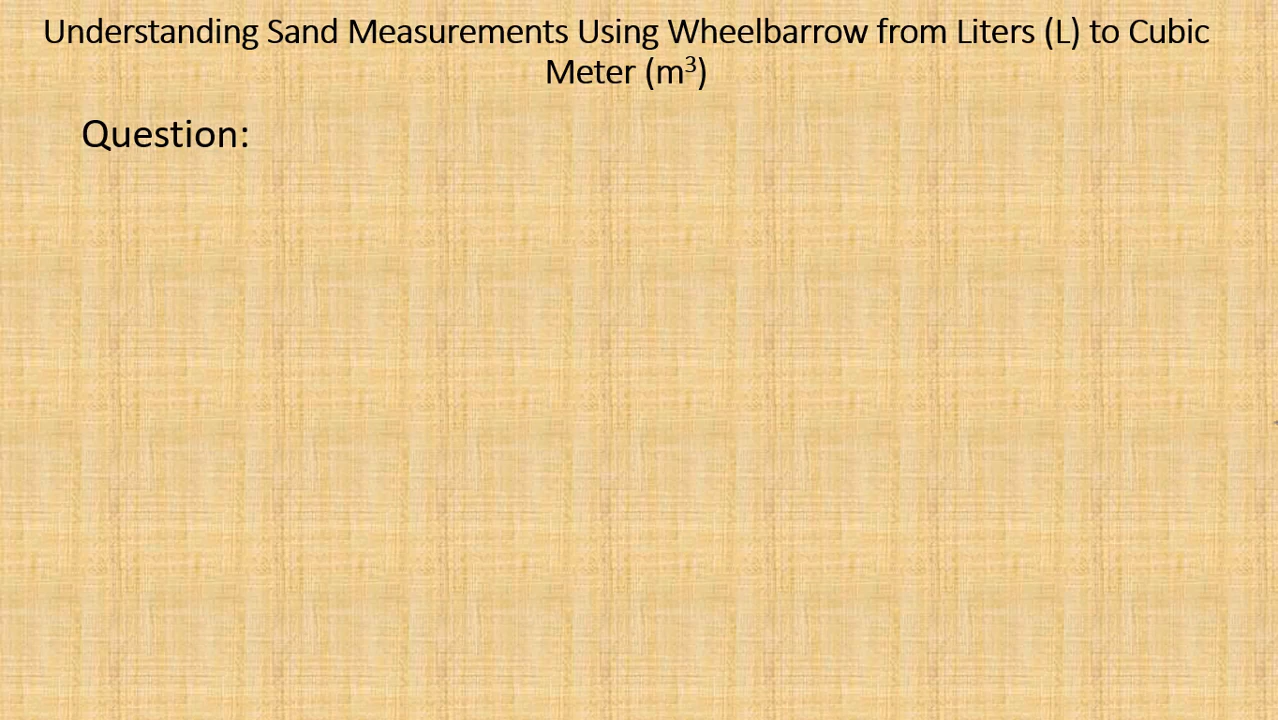 Understanding Sand Measurements Using Wheelbarrow from Liters (L) to Cubic
Meter (m³)
Question: